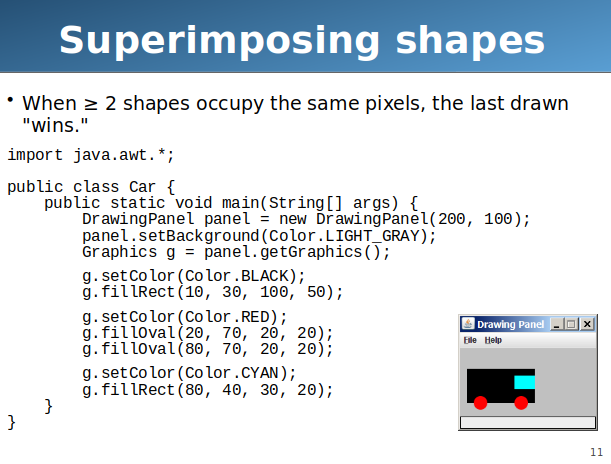 Superimposing shapes
• When ≥ 2 shapes occupy the same pixels, the last drawn
"wins."
import java.awt.*;
public class Car {
public static void main(String[] args) {
DrawingPanel panel = new DrawingPanel(200, 100);
panel.setBackground(Color.LIGHT_GRAY);
Graphics g = panel.getGraphics();
g.setColor(Color.BLACK);
g.fillRect(10, 30, 100, 50);
g.setColor(Color.RED);
g.fillOval(20, 70, 20, 20);
g.fillOval(80, 70, 20, 20);
g.setColor(Color.CYAN);
g.fillRect(80, 40, 30, 20);
}
}
Drawing Panel
File Help
11